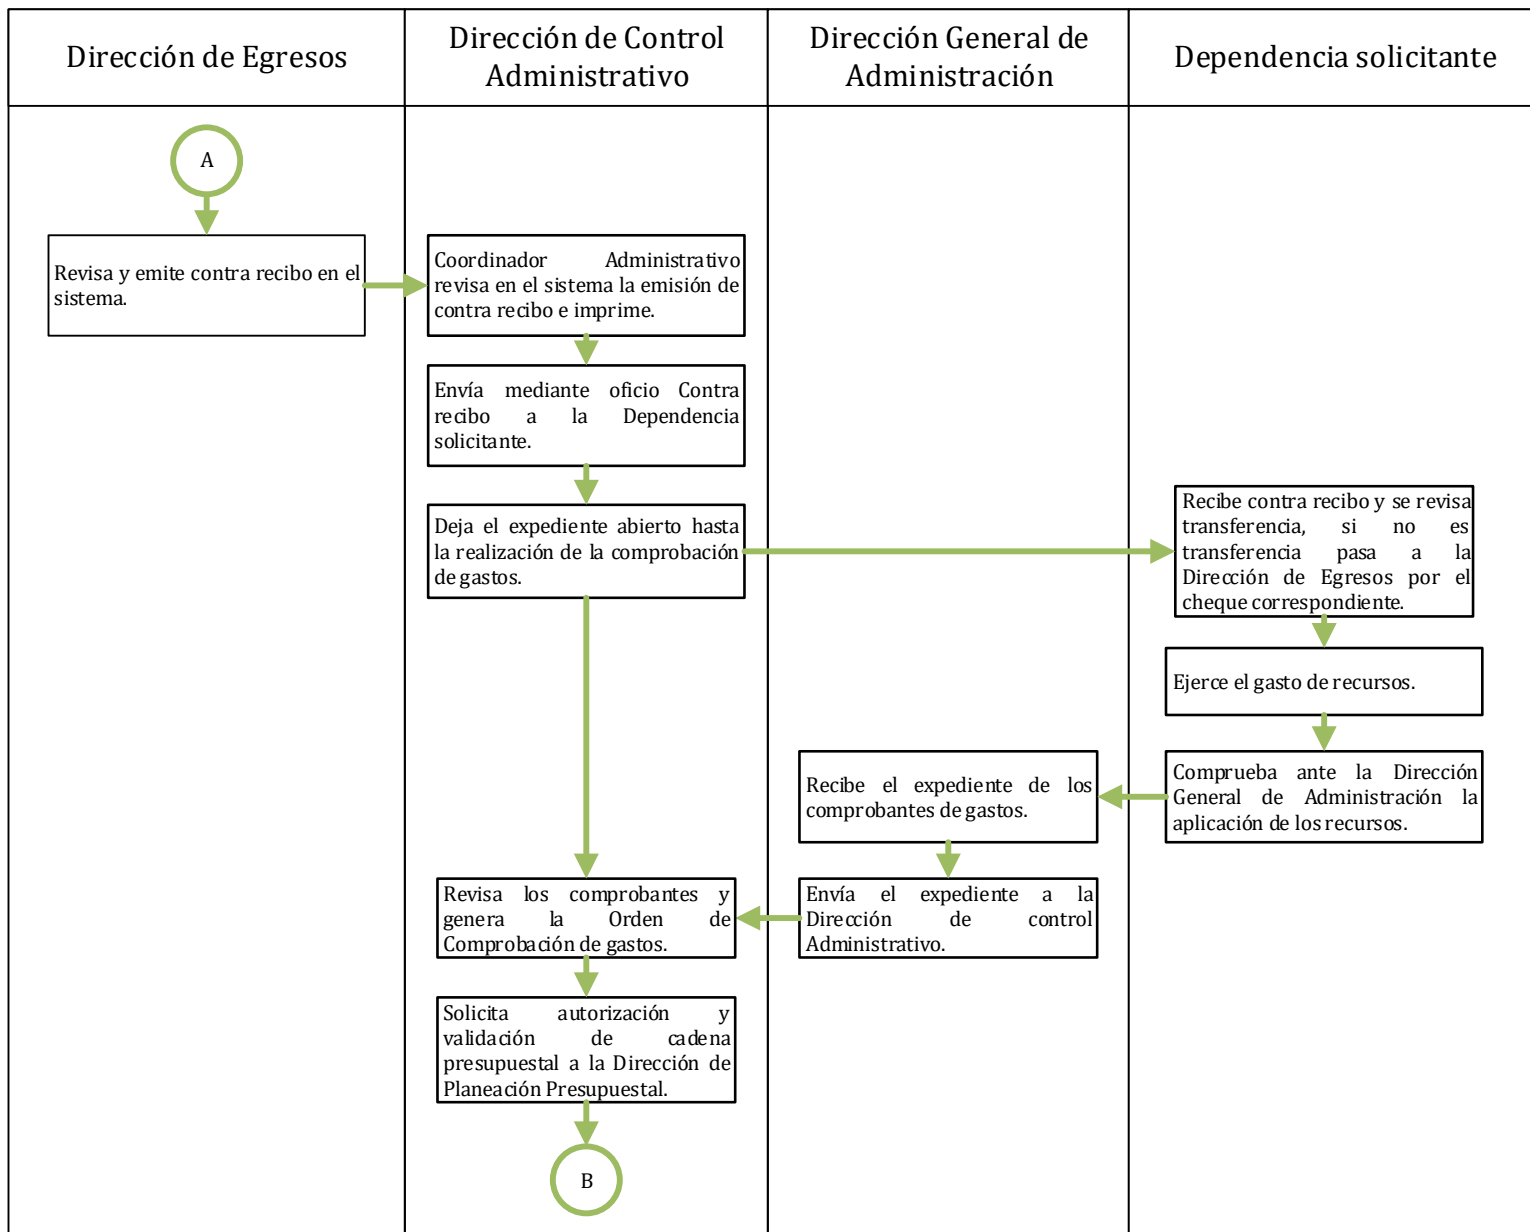 Dirección de Egresos
Dirección de Control
Administrativo
Dirección General de
Administración
Dependencia solicitante
A
Revisa y emite contra recibo en el
sistema.
Coordinador Administrativo
revisa en el sistema la emisión de
contra recibo e imprime.
Envía mediante oficio Contra
recibo a la Dependencia
solicitante.
Deja el expediente abierto hasta
la realización de la comprobación
de gastos.
Recibe contra recibo y se revisa
transferencia, si no es
transferencia pasa a la
Dirección de Egresos por el
cheque correspondiente.
Ejerce el gasto de recursos.
Comprueba ante la Dirección
General de Administración la
aplicación de los recursos.
Recibe el expediente de los
comprobantes de gastos.
Envía el expediente a la
Dirección de control
Administrativo.
Revisa los comprobantes y
genera la Orden de
Comprobación de gastos.
Solicita autorización y
validación de cadena
presupuestal a la Dirección de
Planeación Presupuestal.
B